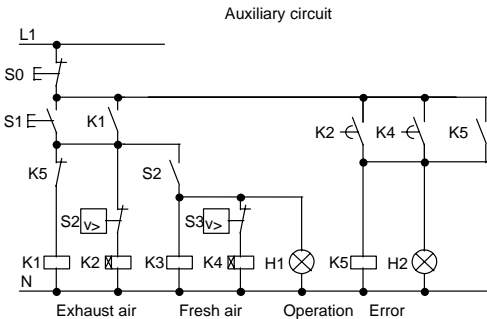 Auxiliary circuit
L1
S0
S1
K1
K2
K4
K5
K5
S2
S2
v>
S3
v>
K1
K2
K3
K4
H1
K5
H2
N
Exhaust air
Fresh air
Operation
Error